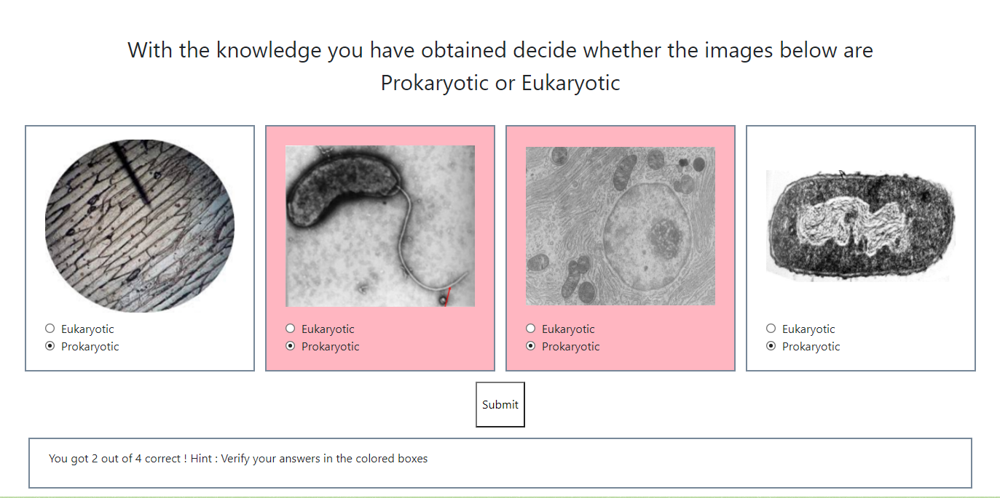 With the knowledge you have obtained decide whether the images below are
Prokaryotic or Eukaryotic
Eukaryotic
Prokaryotic
Eukaryotic
Prokaryotic
Eukaryotic
Prokaryotic
Eukaryotic
Prokaryotic
Submit
You got 2 out of 4 correct ! Hint : Verify your answers in the colored boxes